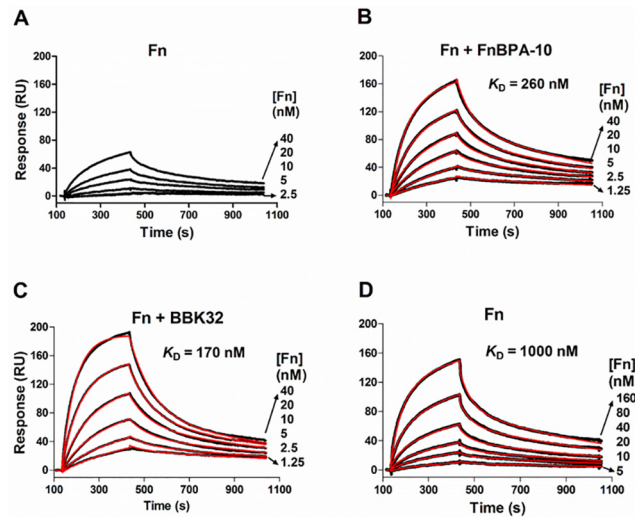 A
Fn
Response (RU)
200
160
120
80
40
0
[Fn]
(nM)
40
20
10
5
2.5
100 300 500 700 900 1100
Time (s)
B
Fn + FnBPA-10
K_D = 260 nM
200
160
120
80
40
0
[Fn]
(nM)
40
20
10
5
2.5
1.25
100 300 500 700 900 1100
Time (s)
C
Fn + BBK32
K_D = 170 nM
Response (RU)
200
160
120
80
40
0
[Fn]
(nM)
40
20
10
5
2.5
1.25
100 300 500 700 900 1100
Time (s)
D
Fn
K_D = 1000 nM
200
160
120
80
40
0
[Fn]
(nM)
160
80
40
20
10
5
100 300 500 700 900 1100
Time (s)